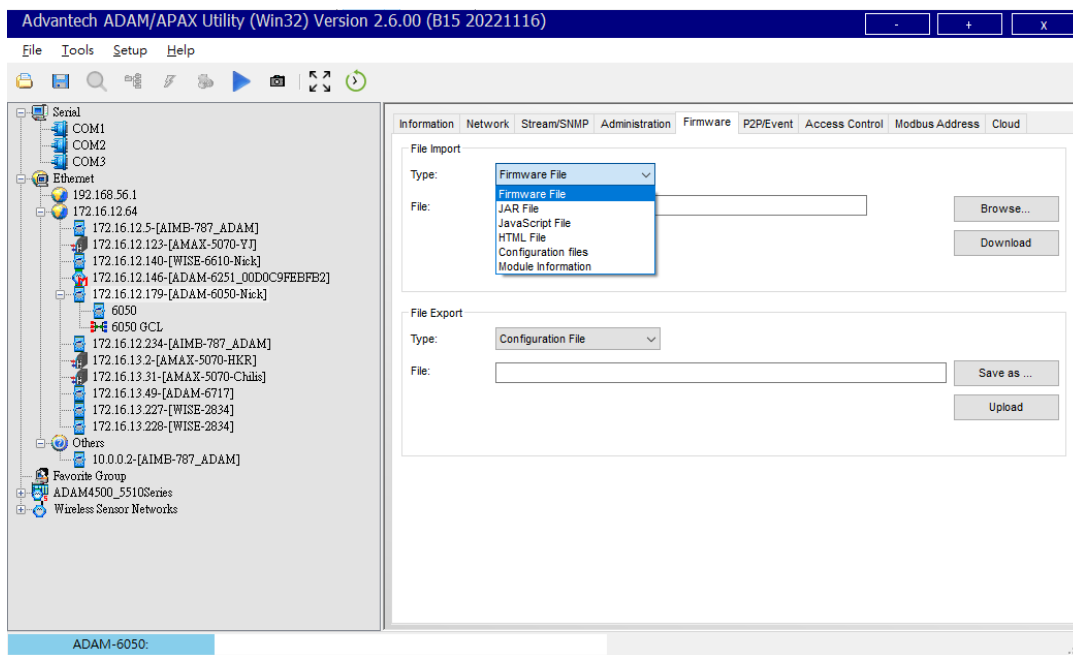 Advantech ADAM/APAX Utility (Win32) Version 2.6.00 (B15 20221116)
- + x
File Tools Setup Help
Serial
COM1
COM2
COM3
Ethernet
192.168.56.1
172.16.12.64
172.16.12.5-[AIMB-787_ADAM]
172.16.12.123-[AMAX-5070-YJ]
172.16.12.140-[WISE-6610-Nick]
172.16.12.146-[ADAM-6251_00D0C9FEBFB2]
172.16.12.179-[ADAM-6050-Nick]
6050
6050 GCL
172.16.12.234-[AIMB-787_ADAM]
172.16.13.2-[AMAX-5070-HKR]
172.16.13.31-[AMAX-5070-Chilis]
172.16.13.49-[ADAM-6717]
172.16.13.227-[WISE-2834]
172.16.13.228-[WISE-2834]
Others
10.0.0.2-[AIMB-787_ADAM]
Favorite Group
ADAM4500_5510Series
Wireless Sensor Networks
Information Network Stream/SNMP Administration Firmware P2P/Event Access Control Modbus Address Cloud
File Import
Type: Firmware File
Firmware File
File: JAR File Browse...
JavaScript File
HTML File Download
Configuration files
Module Information
File Export
Type: Configuration File
File: Save as ...
Upload
ADAM-6050: